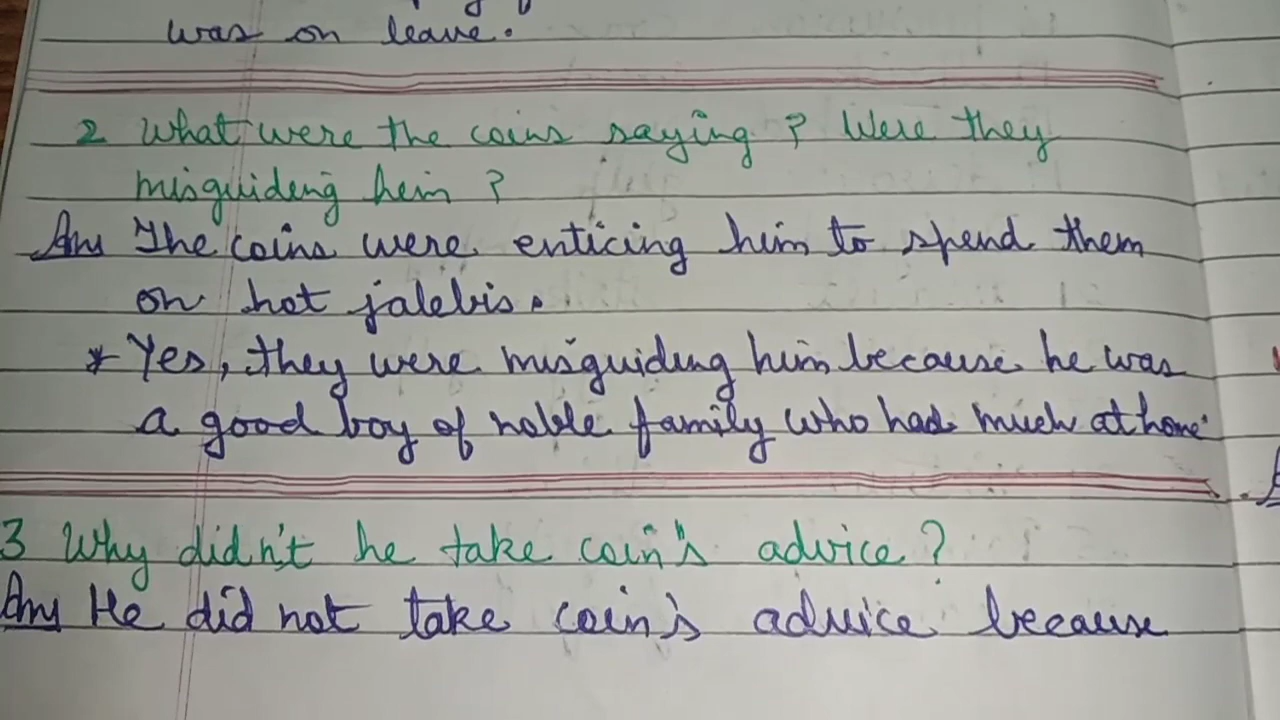 was on leave.
2 What were the coins saying ? Were they
misguiding him ?
Ans The coins were enticing him to spend them
on hot jalebis.
* Yes, they were misguiding him because he was
a good boy of noble family who had much at home
3 Why didn't he take coin's advice ?
Ans He did not take coin's advice because